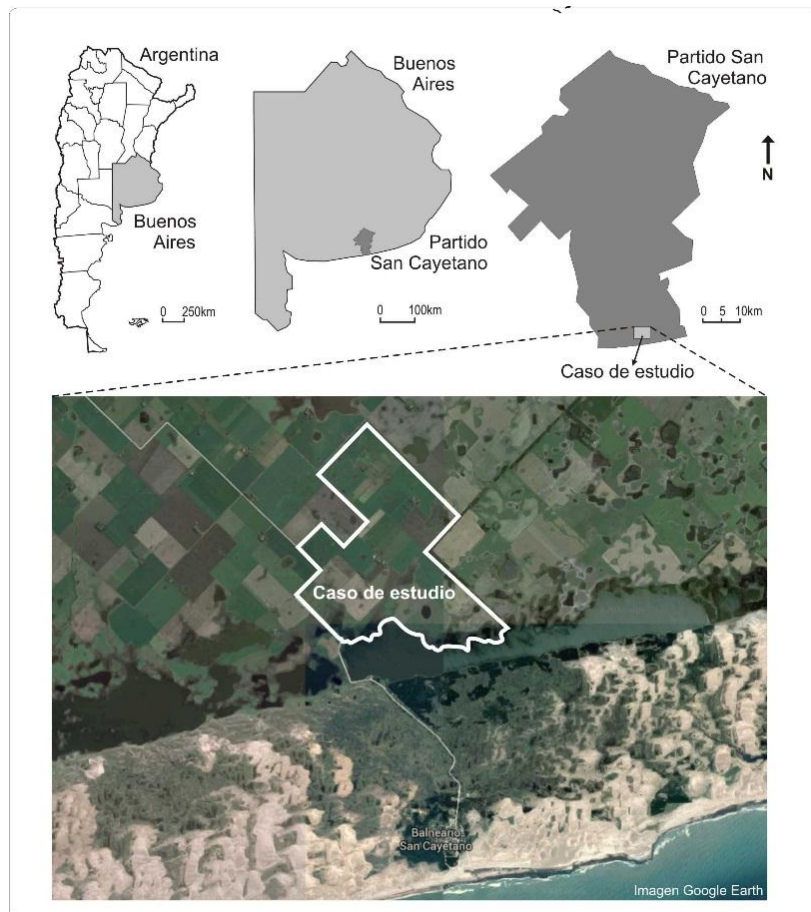 Argentina
Buenos
Aires
0 250km
Buenos
Aires
Partido
San Cayetano
0 100km
Partido San
Cayetano
N
0 5 10km
Caso de estudio
Caso de estudio
Balneario
San Cayetano
Imagen Google Earth